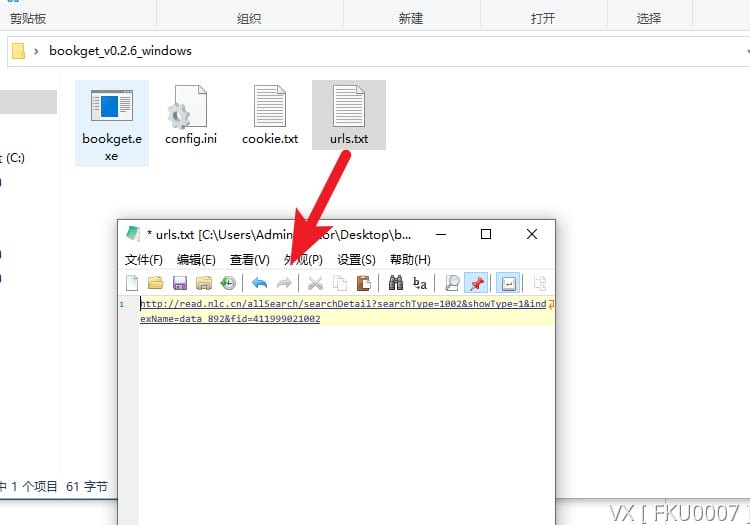 剪贴板
组织
新建
打开
选择
bookget_v0.2.6_windows
bookget.e
xe
config.ini
cookie.txt
urls.txt
(C:)
* urls.txt [C:\Users\Admin
tor\Desktop\b...
文件(F) 编辑(E) 查看(V) 外观(P) 设置(S) 帮助(H)
1 http://read.nlc.cn/allSearch/searchDetail?searchType=1002&showType=1&ind
exName=data_892&fid=411999021002
中 1 个项目 61 字节
VX [ FKU0007 ]